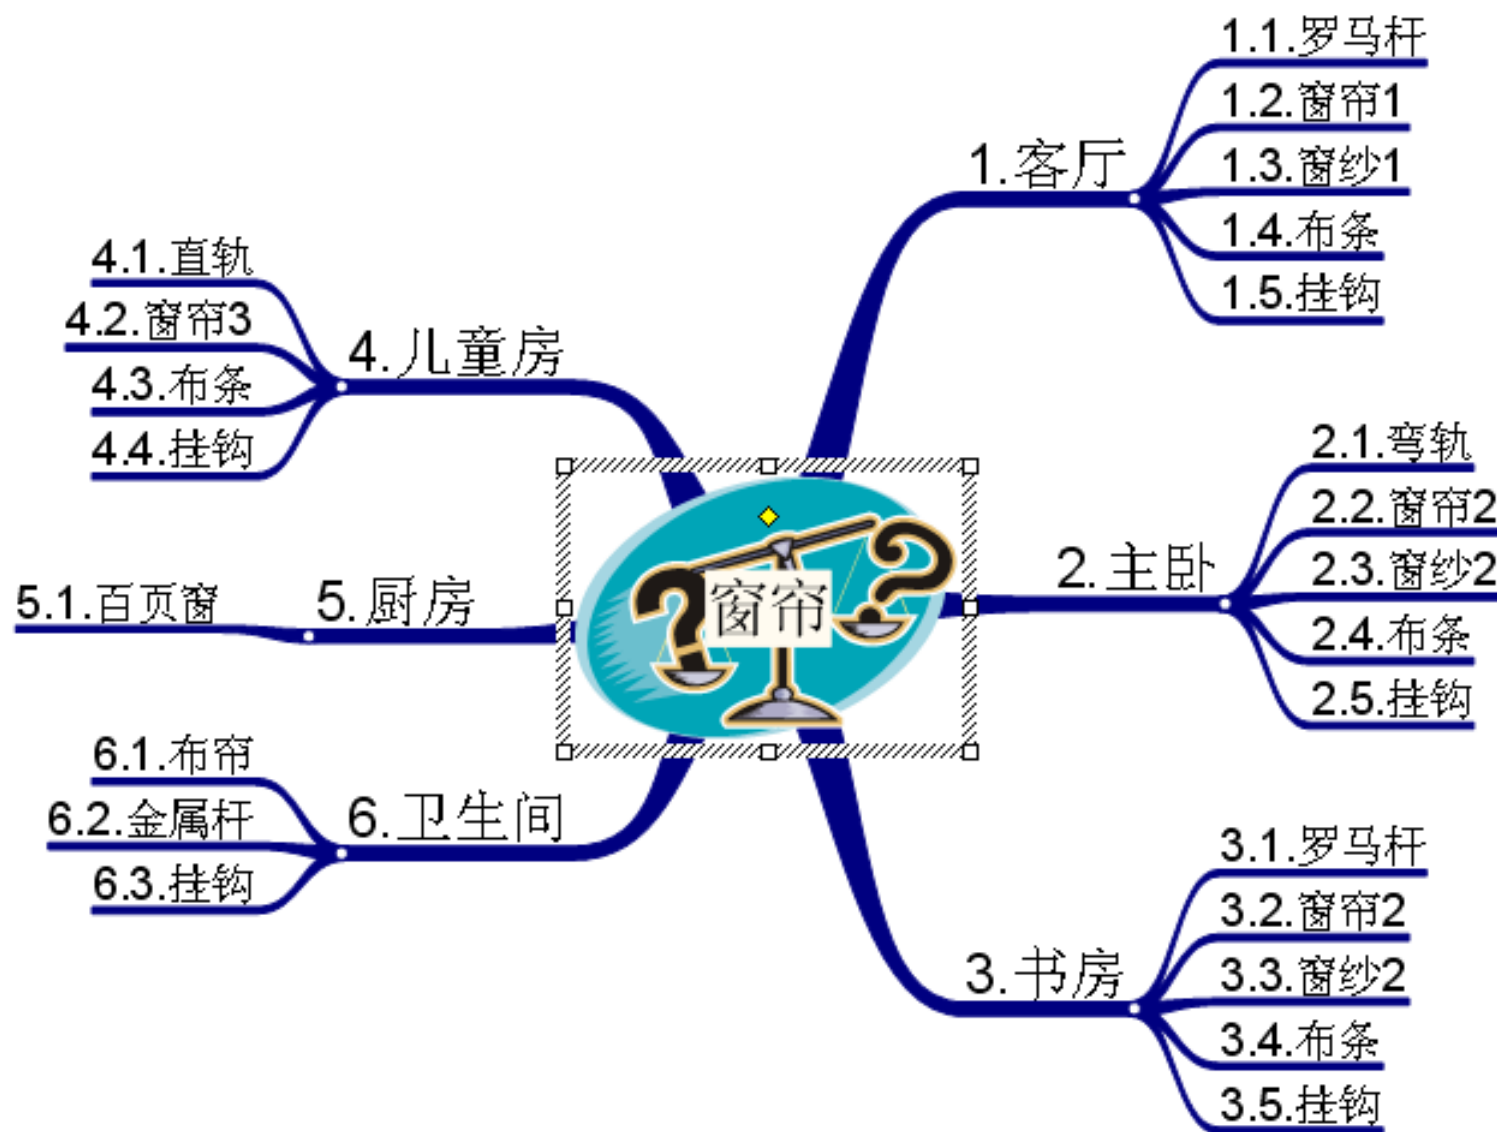 窗帘
1.客厅
1.1.罗马杆
1.2.窗帘1
1.3.窗纱1
1.4.布条
1.5.挂钩
2.主卧
2.1.弯轨
2.2.窗帘2
2.3.窗纱2
2.4.布条
2.5.挂钩
3.书房
3.1.罗马杆
3.2.窗帘2
3.3.窗纱2
3.4.布条
3.5.挂钩
4.儿童房
4.1.直轨
4.2.窗帘3
4.3.布条
4.4.挂钩
5.厨房
5.1.百页窗
6.卫生间
6.1.布帘
6.2.金属杆
6.3.挂钩